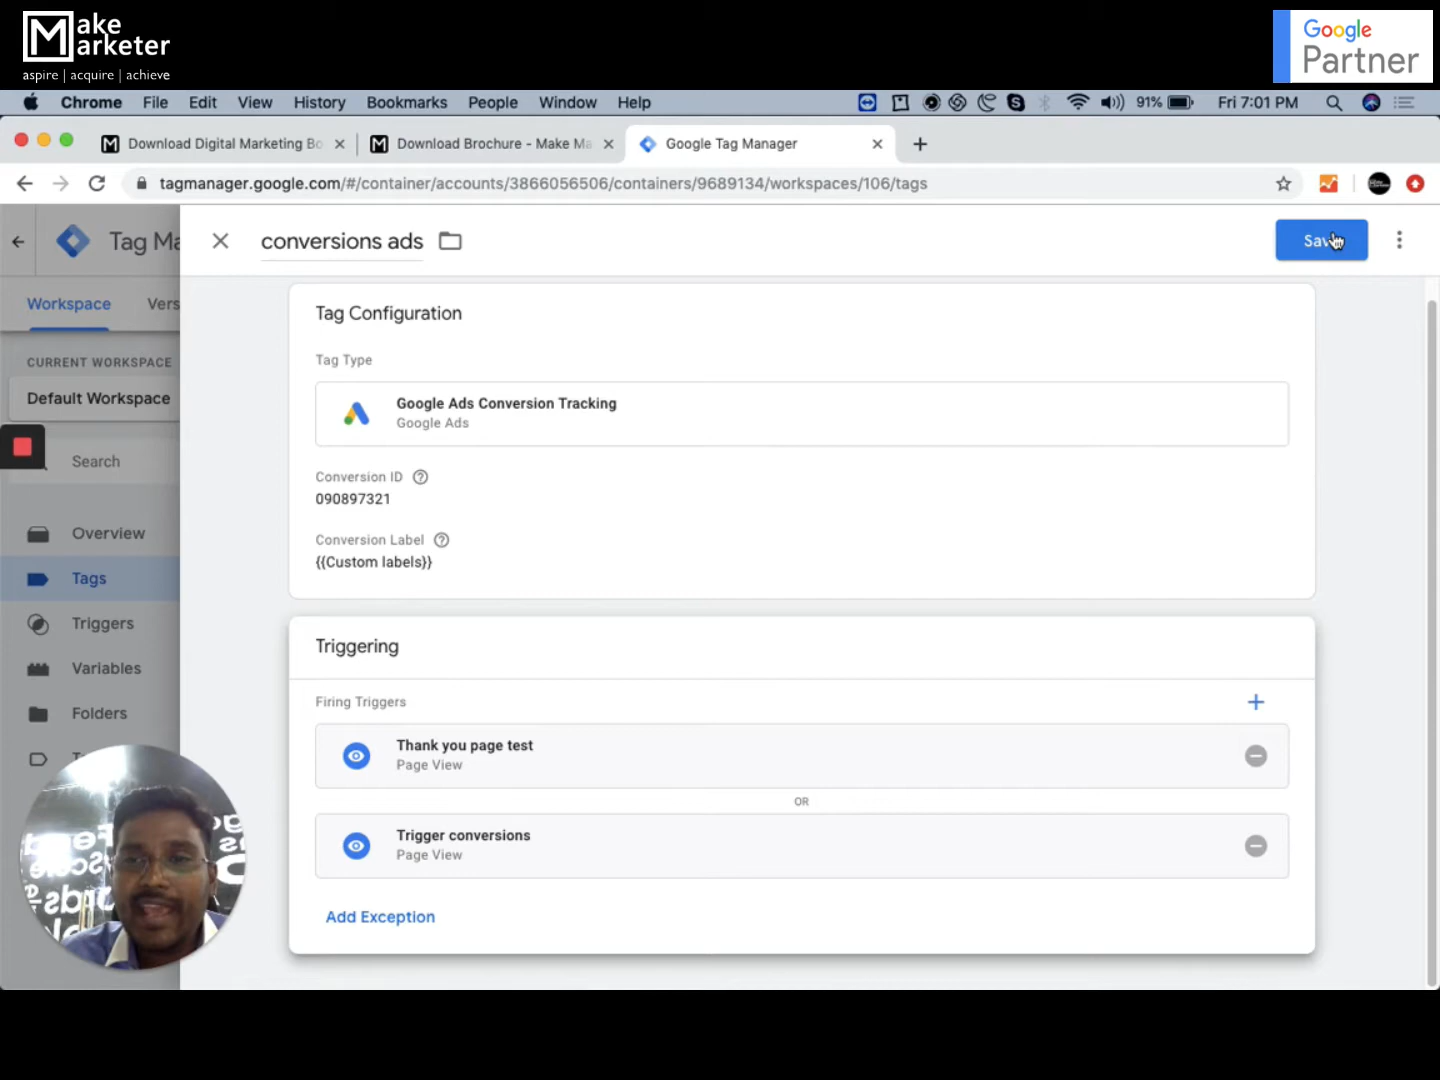 Make
Marketer
aspire | acquire | achieve
Google
Partner
Chrome File Edit View History Bookmarks People Window Help 91% Fri 7:01 PM
Download Digital Marketing Bo
Download Brochure - Make Ma
Google Tag Manager
tagmanager.google.com/#/container/accounts/3866056506/containers/9689134/workspaces/106/tags
Tag Ma
conversions ads
Workspace Vers
CURRENT WORKSPACE
Default Workspace
Search
Overview
Tags
Triggers
Variables
Folders
Tag Configuration
Tag Type
Google Ads Conversion Tracking
Google Ads
Conversion ID
090897321
Conversion Label
{{Custom labels}}
Triggering
Firing Triggers
Thank you page test
Page View
OR
Trigger conversions
Page View
Add Exception